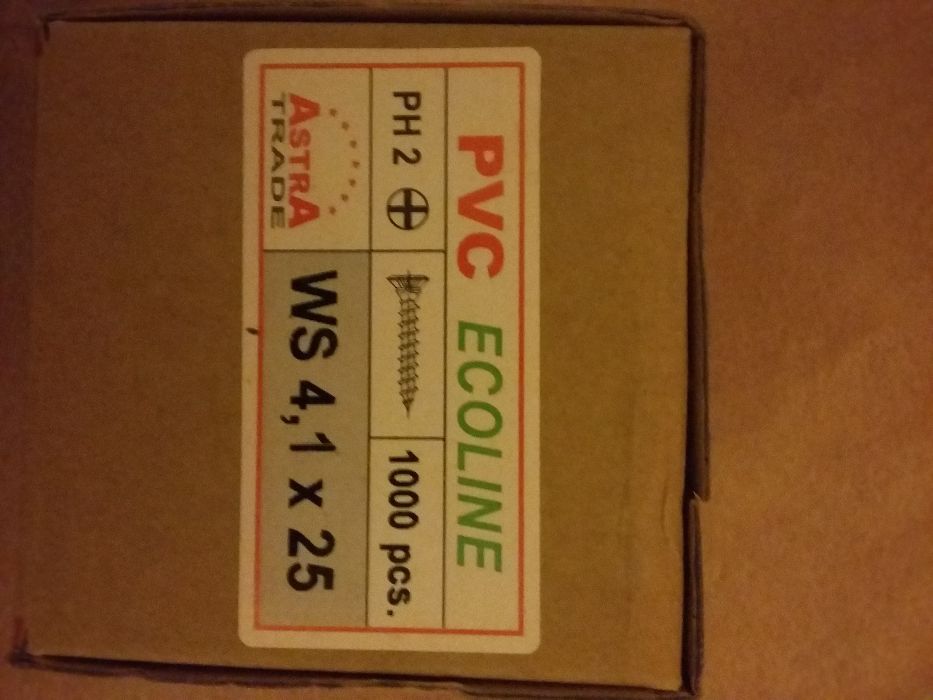 PVC ECOLINE
PH 2
1000 pcs.
ASTRA
TRADE
WS 4,1 x 25